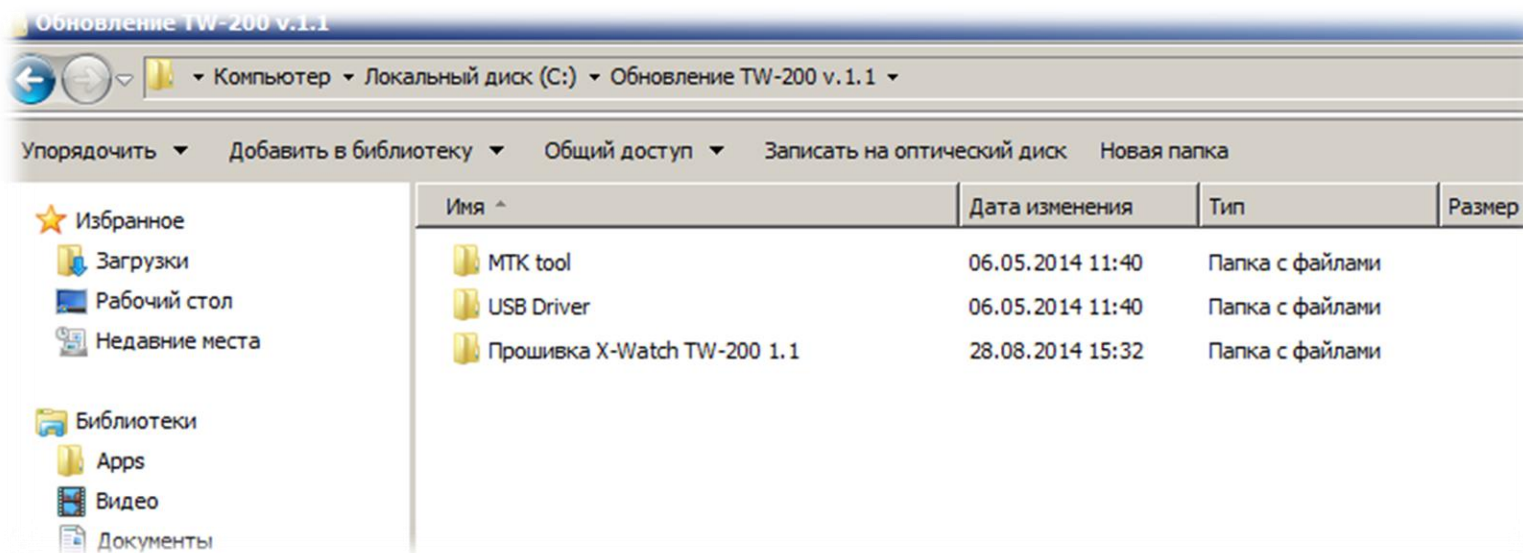 Обновление TW-200 v.1.1
Компьютер Локальный диск (C:) Обновление TW-200 v.1.1
Упорядочить Добавить в библиотеку Общий доступ Записать на оптический диск Новая папка
Избранное
Загрузки
Рабочий стол
Недавние места
Библиотеки
Apps
Видео
Документы
Имя Дата изменения Тип Размер
MTK tool 06.05.2014 11:40 Папка с файлами
USB Driver 06.05.2014 11:40 Папка с файлами
Прошивка X-Watch TW-200 1.1 28.08.2014 15:32 Папка с файлами